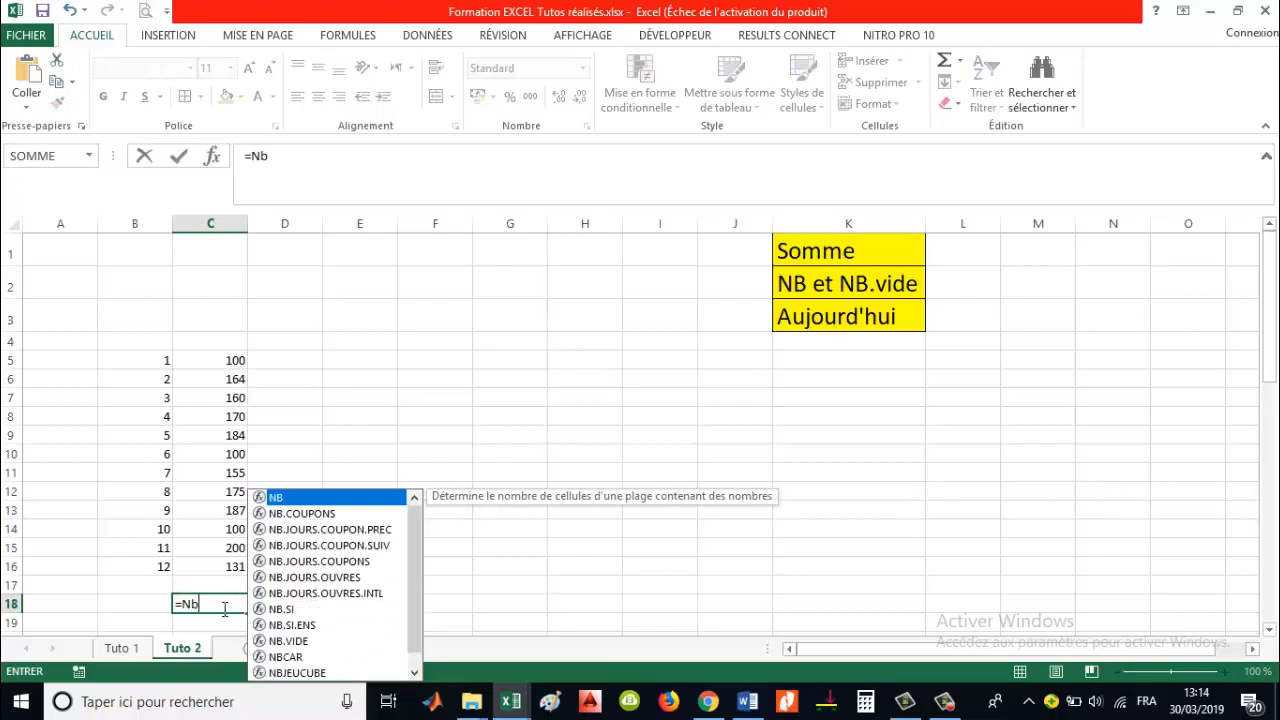 Formation EXCEL Tutos réalisés.xlsx - Excel (Échec de l'activation du produit)
Connexion
FICHIER ACCUEIL INSERTION MISE EN PAGE FORMULES DONNÉES RÉVISION AFFICHAGE DÉVELOPPEUR RESULTS CONNECT NITRO PRO 10
Coller
11
G I S
Presse-papiers
Police
Alignement
Standard
% 000
Nombre
Mise en forme
conditionnelle
Mettre sous forme
de tableau
Styles de
cellules
Style
Insérer
Supprimer
Format
Cellules
Trier et
filtrer
Rechercher et
sélectionner
Édition
SOMME fx =Nb
A B C D E F G H I J K L M N O
1 Somme
2 NB et NB.vide
3 Aujourd'hui
4
5 1 100
6 2 164
7 3 160
8 4 170
9 5 184
10 6 100
11 7 155
12 8 175
13 9 187
14 10 100
15 11 200
16 12 131
17
18 =Nb
19
NB Détermine le nombre de cellules d'une plage contenant des nombres
NB.COUPONS
NB.JOURS.COUPON.PREC
NB.JOURS.COUPON.SUIV
NB.JOURS.COUPONS
NB.JOURS.OUVRES
NB.JOURS.OUVRES.INTL
NB.SI
NB.SI.ENS
NB.VIDE
NBCAR
NBJEUCUBE
Activer Windows
Accédez aux paramètres pour activer Windows.
Tuto 1 Tuto 2
ENTRER 100 %
Taper ici pour rechercher
FRA
13:14
30/03/2019
20